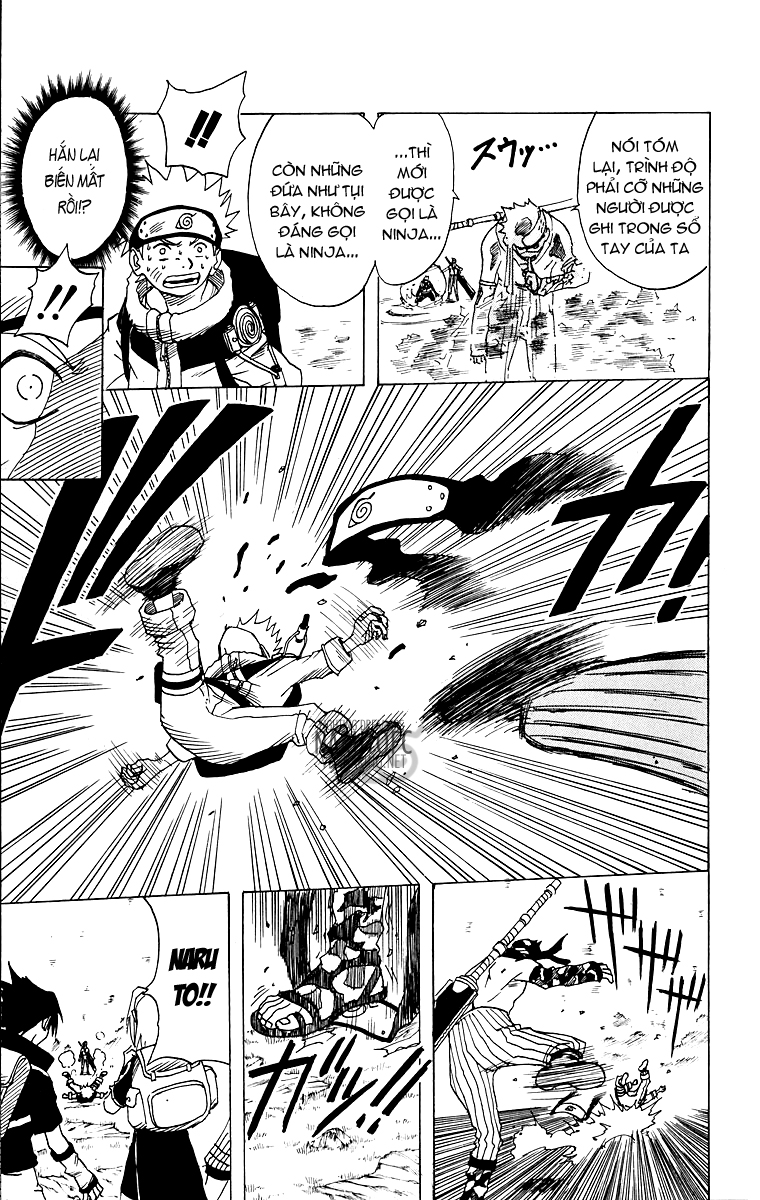 NÓI TÓM
LẠI, TRÌNH ĐỘ
PHẢI CỠ NHỮNG
NGƯỜI ĐƯỢC
GHI TRONG SỔ
TAY CỦA TA
スウッ…
...THÌ
MỚI
ĐƯỢC
GỌI LÀ
NINJA...
CÒN NHỮNG
ĐỨA NHƯ TỤI
BÂY, KHÔNG
ĐÁNG GỌI
LÀ NINJA...
!!
HẮN LẠI
BIẾN MẤT
RỒI!?
!!
ガッ!!
NARU
TO!!